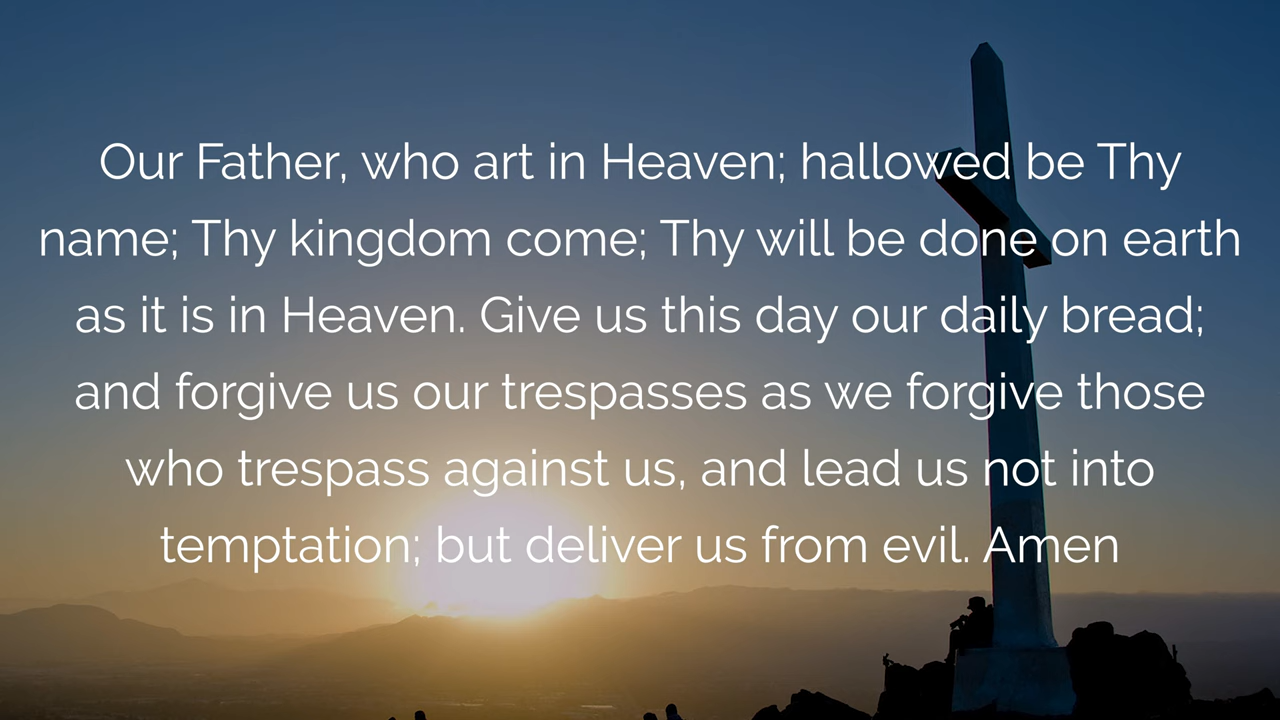 Our Father, who art in Heaven; hallowed be Thy
name; Thy kingdom come; Thy will be done on earth
as it is in Heaven. Give us this day our daily bread;
and forgive us our trespasses as we forgive those
who trespass against us, and lead us not into
temptation; but deliver us from evil. Amen